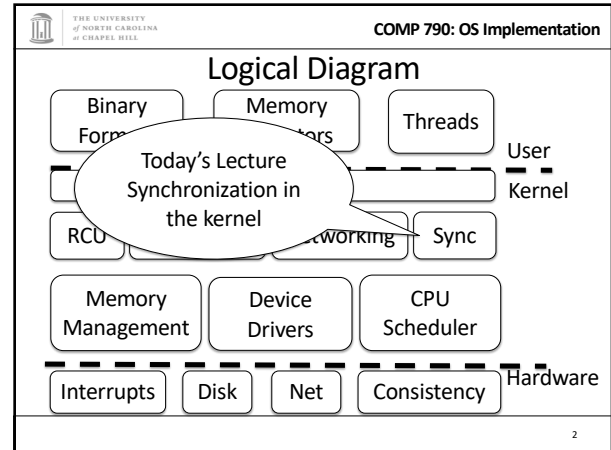 THE UNIVERSITY
of NORTH CAROLINA
at CHAPEL HILL
COMP 790: OS Implementation
Logical Diagram
Binary
Memory
Threads
User
Today's Lecture
Synchronization in
the kernel
Kernel
RCU
Sync
Memory
Management
Device
Drivers
CPU
Scheduler
Hardware
Interrupts
Disk
Net
Consistency
2